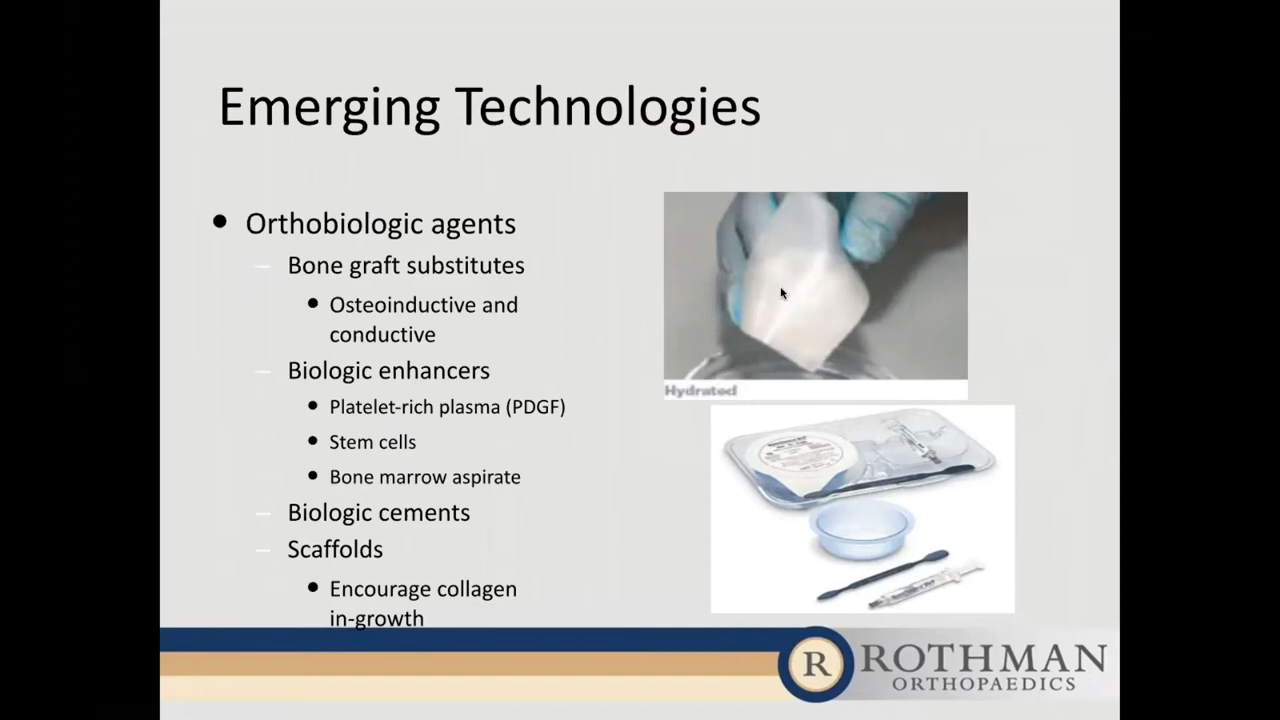 Emerging Technologies
• Orthobiologic agents
– Bone graft substitutes
• Osteoinductive and
conductive
– Biologic enhancers
• Platelet-rich plasma (PDGF)
• Stem cells
• Bone marrow aspirate
– Biologic cements
– Scaffolds
• Encourage collagen
in-growth
Hydrated
R ROTHMAN
ORTHOPAEDICS